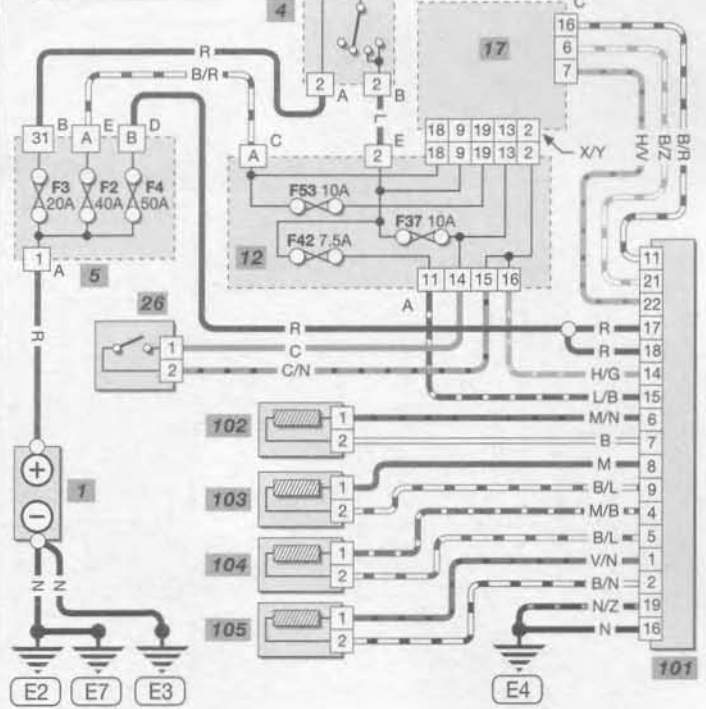 4
C
17
16
6
7
R
B/R
2
A
2
B
L
H/V
B/Z
B/R
31
B
A
E
B
D
C
A
E
2
18 9 19 13 2
18 9 19 13 2
X/Y
F3
20A
F2
40A
F4
50A
F53 10A
F37 10A
F42 7.5A
12
1
A
5
11 14 15 16
A
26
1
2
R
C
C/N
R
11
21
22
R 17
R 18
H/G 14
L/B 15
102
1
2
M/N 6
B 7
103
1
2
M 8
B/L 9
104
1
2
M/B 4
B/L 5
105
1
2
V/N 1
B/N 2
N/Z 19
N 16
101
+
−
1
N
N
E2
E7
E3
E4